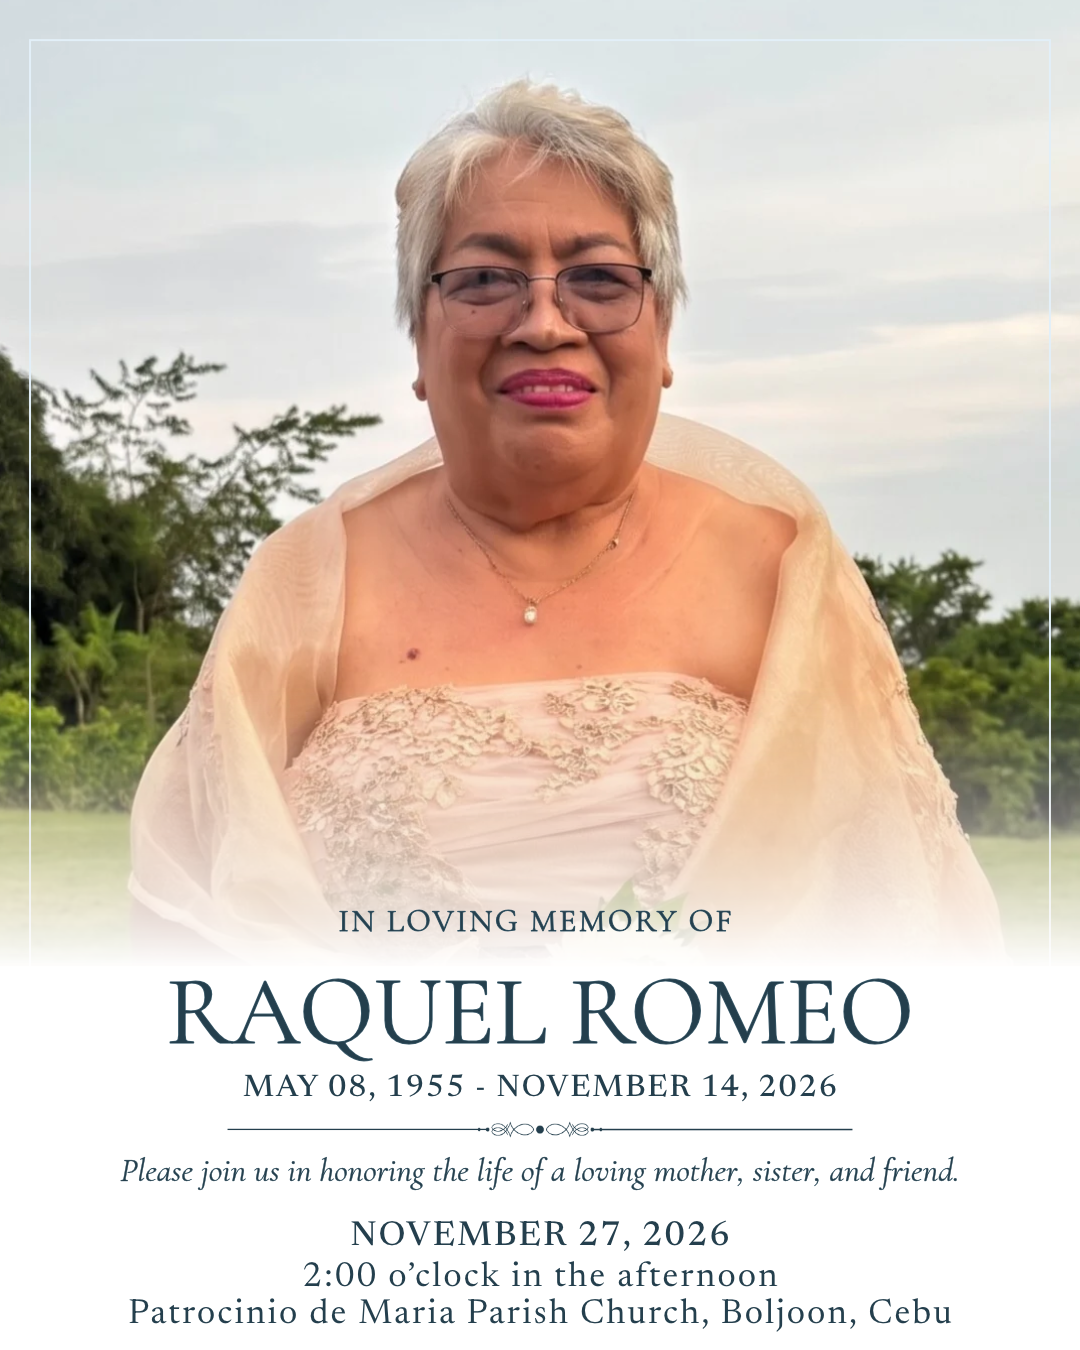 IN LOVING MEMORY OF
RAQUEL ROMEO
MAY 08, 1955 - NOVEMBER 14, 2026
Please join us in honoring the life of a loving mother, sister, and friend.
NOVEMBER 27, 2026
2:00 o’clock in the afternoon
Patrocinio de Maria Parish Church, Boljoon, Cebu